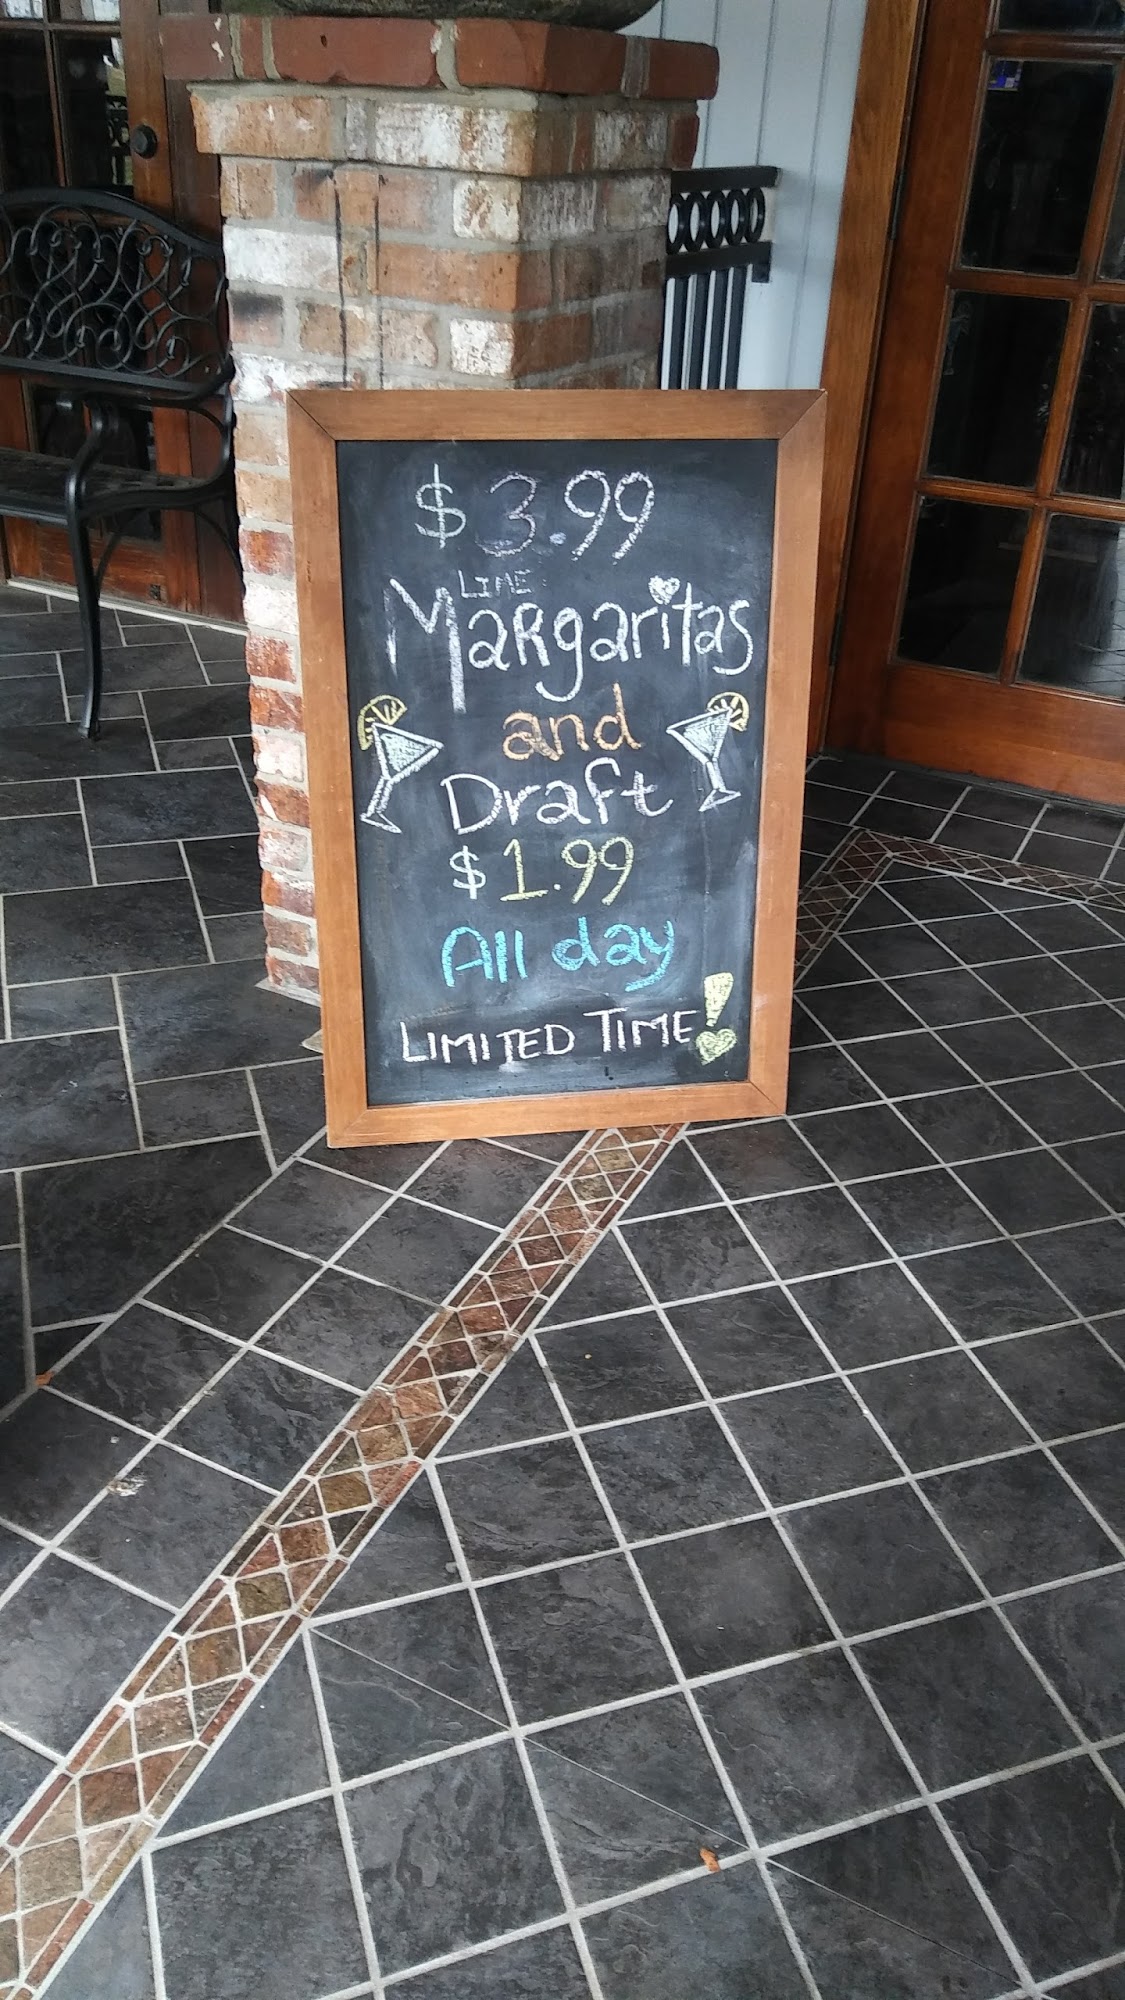 $ 3.99
LIME
Margaritas
and
Draft
$ 1.99
All day
LIMITED TIME!